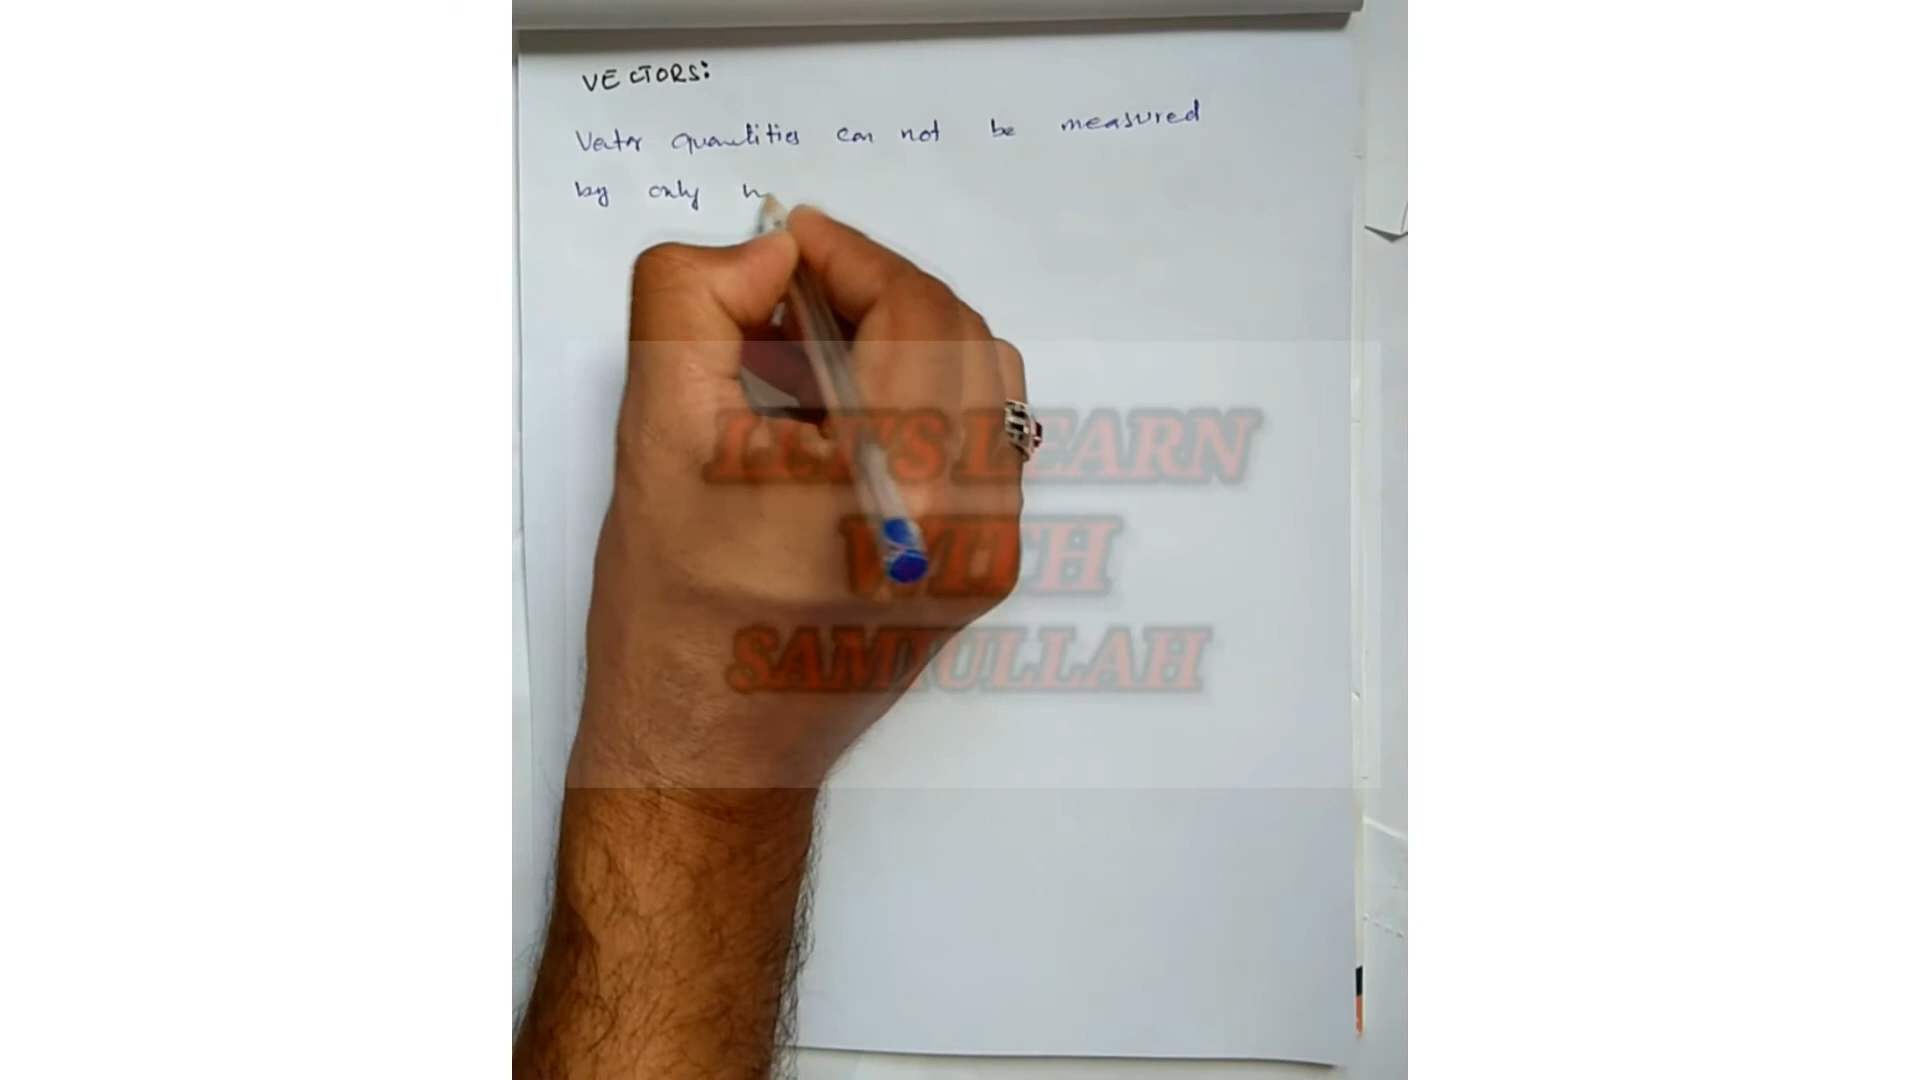 VECTORS:
Vector quantities can not be measured
by only
LET'S LEARN
WITH
SAMIULLAH